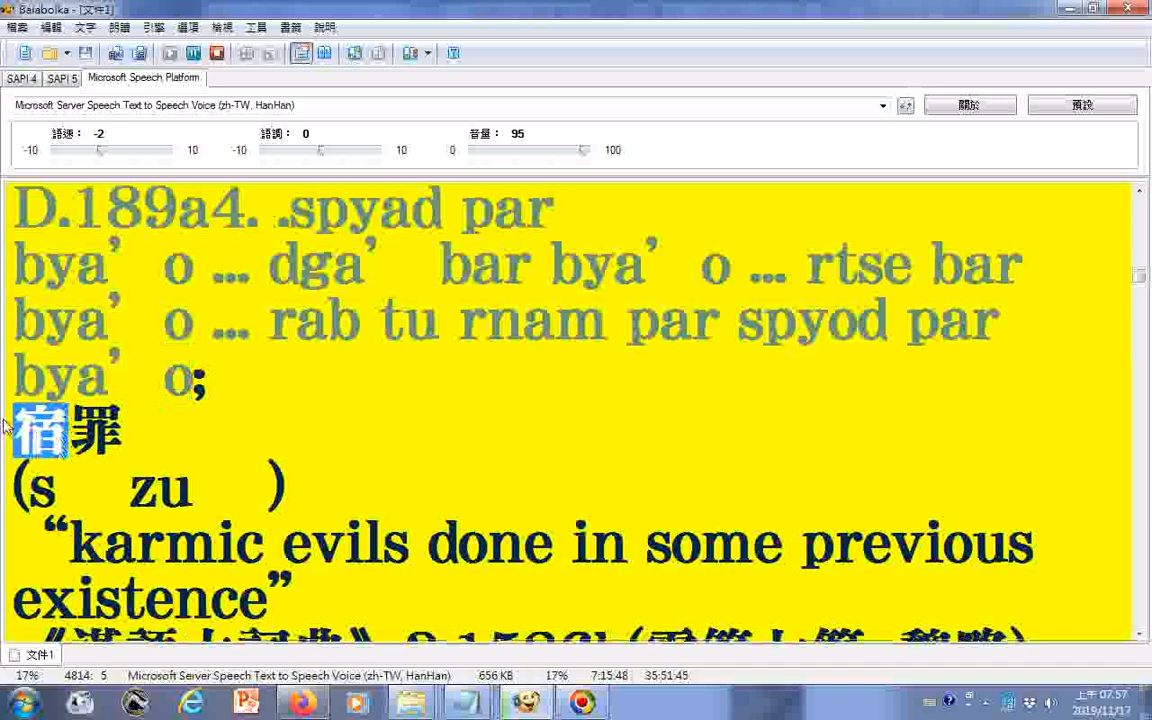 Balabolka - [文件1]
檔案 編輯 文字 朗讀 引擎 選項 檢視 工具 書籤 說明
SAPI 4 SAPI 5 Microsoft Speech Platform
Microsoft Server Speech Text to Speech Voice (zh-TW, HanHan) 關於 預設
語速： -2 語調： 0 音量： 95
-10 10 -10 10 0 100
D.189a4. .spyad par
bya’ o ... dga’ bar bya’ o ... rtse bar
bya’ o ... rab tu rnam par spyod par
bya’ o;
宿罪
(s zu )
“karmic evils done in some previous
existence”
文件1
17% 4814: 5 Microsoft Server Speech Text to Speech Voice (zh-TW, HanHan) 656 KB 17% 7:15:48 35:51:45
上午 07:57
2019/11/17